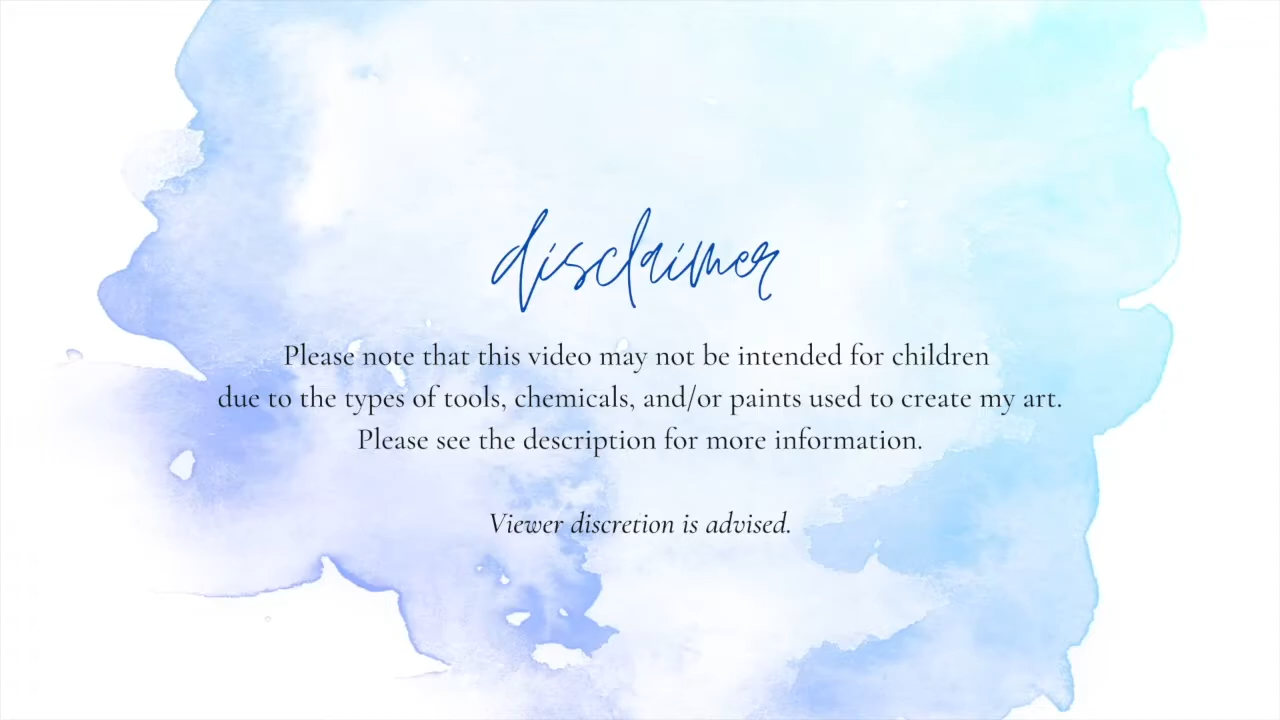 disclaimer
Please note that this video may not be intended for children
due to the types of tools, chemicals, and/or paints used to create my art.
Please see the description for more information.
Viewer discretion is advised.